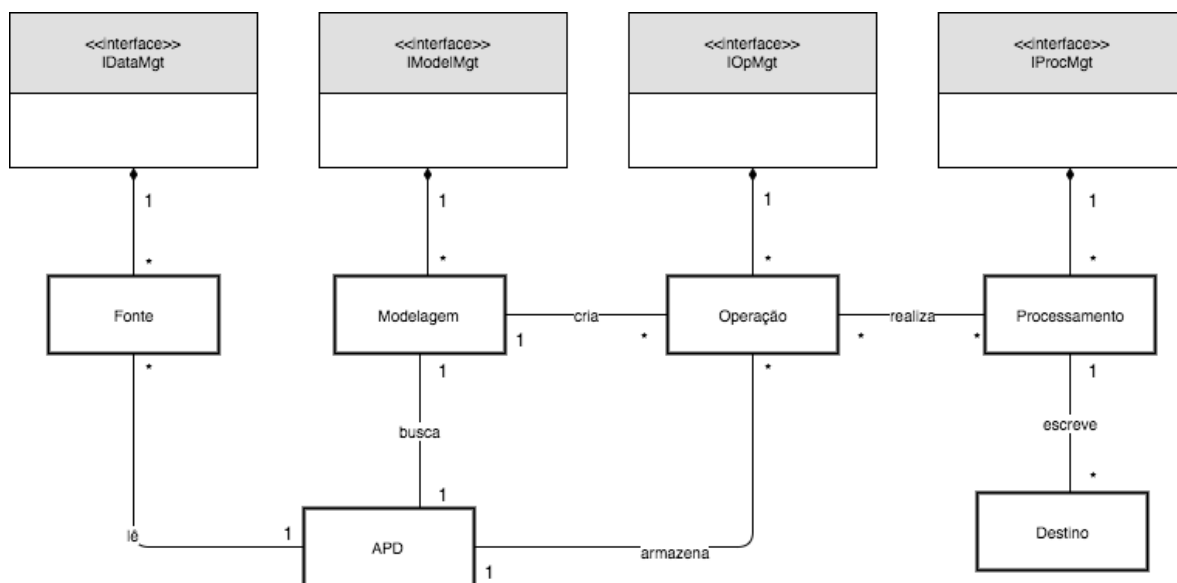 <<interface>>
IDataMgt
<<interface>>
IModelMgt
<<interface>>
IOpMgt
<<interface>>
IProcMgt
1
1
1
1
*
*
*
*
Fonte
Modelagem
cria
Operação
realiza
Processamento
1
*
*
*
*
1
*
1
busca
escreve
1
*
lê
1
APD
armazena
1
Destino